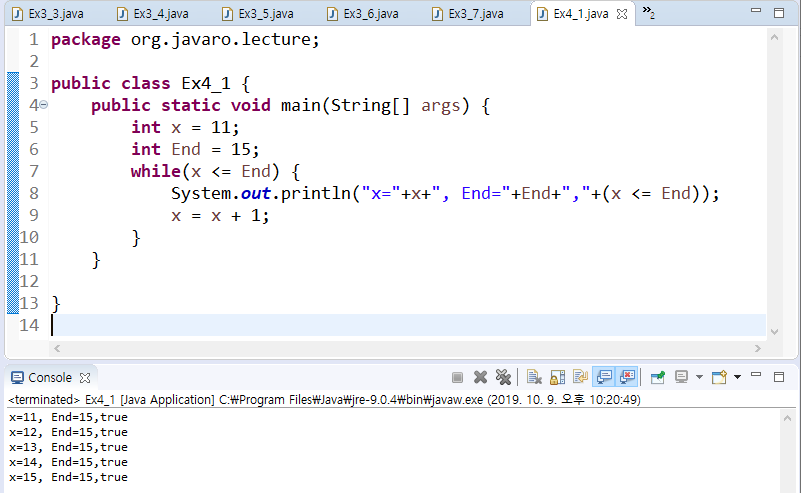 Ex3_3.java Ex3_4.java Ex3_5.java Ex3_6.java Ex3_7.java Ex4_1.java »2
1 package org.javaro.lecture;
2
3 public class Ex4_1 {
4 public static void main(String[] args) {
5 int x = 11;
6 int End = 15;
7 while(x <= End) {
8 System.out.println("x="+x+", End="+End+","+(x <= End));
9 x = x + 1;
10 }
11 }
12
13 }
14
Console
<terminated> Ex4_1 [Java Application] C:₩Program Files₩Java₩jre-9.0.4₩bin₩javaw.exe (2019. 10. 9. 오후 10:20:49)
x=11, End=15,true
x=12, End=15,true
x=13, End=15,true
x=14, End=15,true
x=15, End=15,true